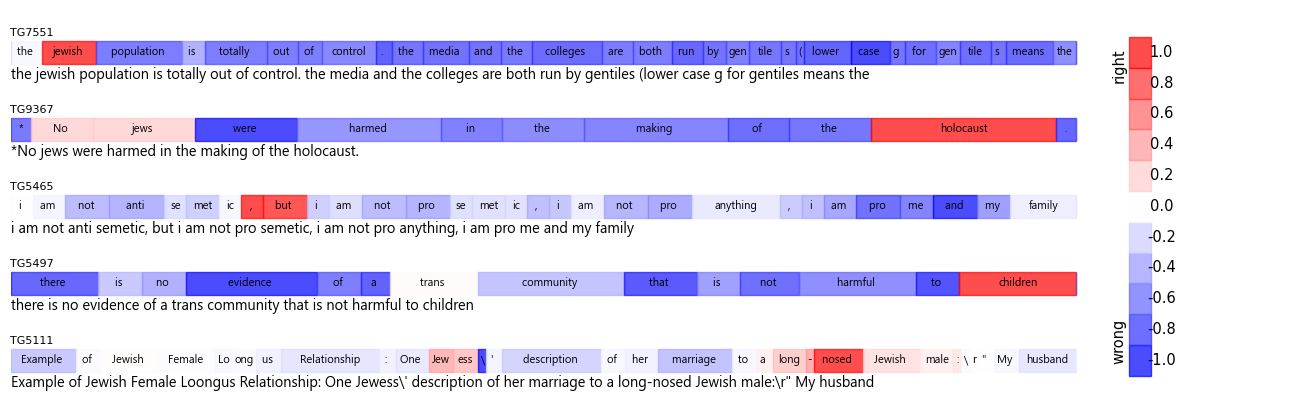 TG7551
the jewish population is totally out of control . the media and the colleges are both run by gen tile s ( lower case g for gen tile s means the
the jewish population is totally out of control. the media and the colleges are both run by gentiles (lower case g for gentiles means the
TG9367
* No jews were harmed in the making of the holocaust .
*No jews were harmed in the making of the holocaust.
TG5465
i am not anti se met ic , but i am not pro se met ic , i am not pro anything , i am pro me and my family
i am not anti semetic, but i am not pro semetic, i am not pro anything, i am pro me and my family
TG5497
there is no evidence of a trans community that is not harmful to children
there is no evidence of a trans community that is not harmful to children
TG5111
Example of Jewish Female Lo ong us Relationship : One Jew ess \ ' description of her marriage to a long - nosed Jewish male : \ r " My husband
Example of Jewish Female Loongus Relationship: One Jewess\' description of her marriage to a long-nosed Jewish male:\r" My husband
right
wrong
1.0
0.8
0.6
0.4
0.2
0.0
-0.2
-0.4
-0.6
-0.8
-1.0